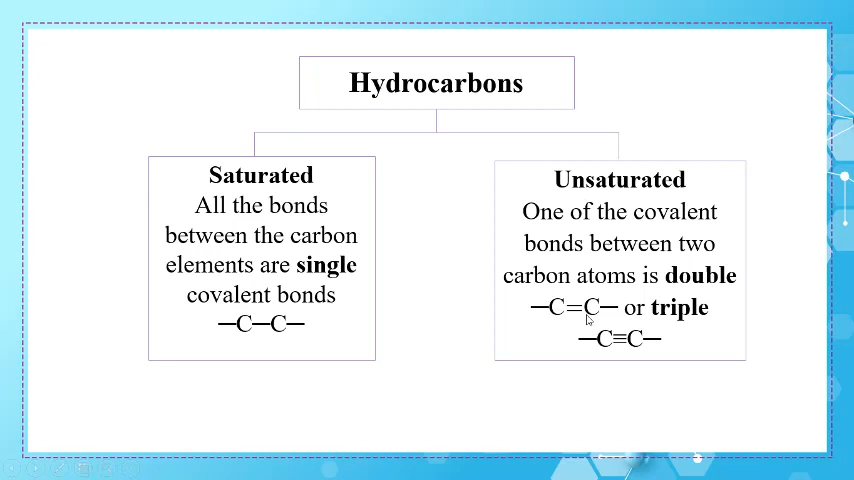 Hydrocarbons
Saturated
All the bonds
between the carbon
elements are single
covalent bonds
—C—C—
Unsaturated
One of the covalent
bonds between two
carbon atoms is double
—C=C— or triple
—C≡C—